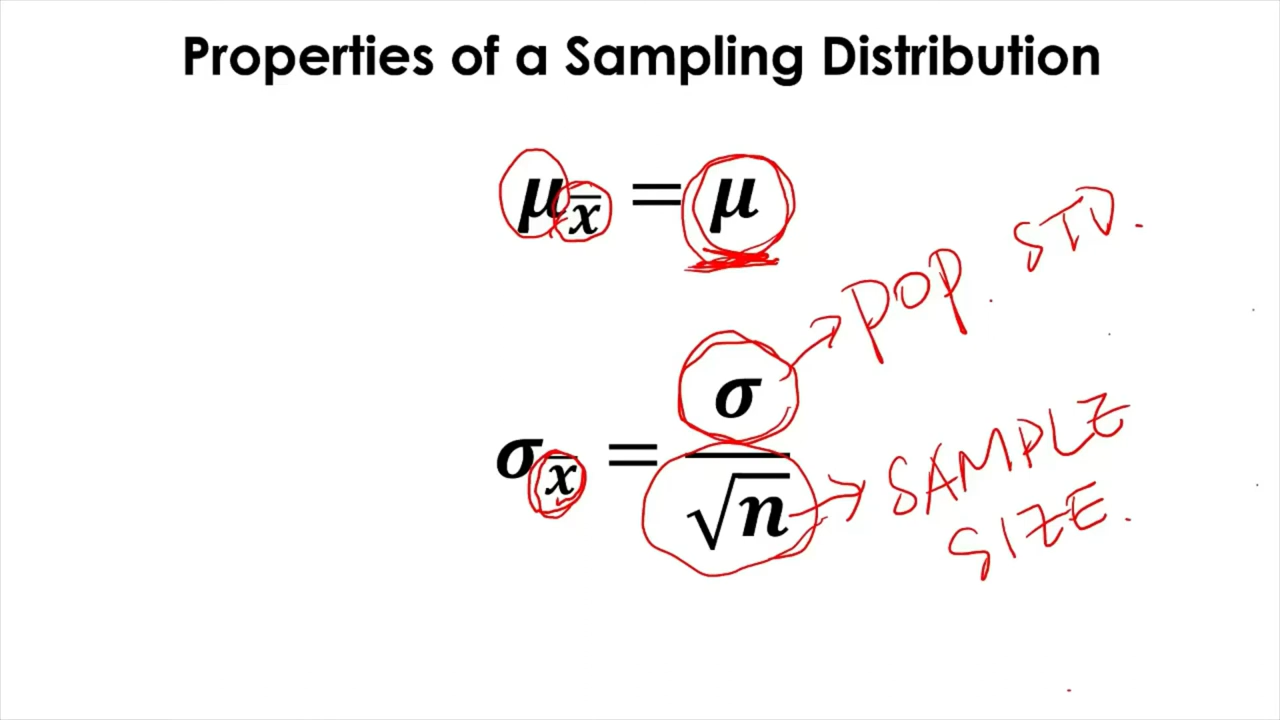 Properties of a Sampling Distribution
μx̅ = μ
POP. STD.
σx̅ = σ/√n
SAMPLE
SIZE.